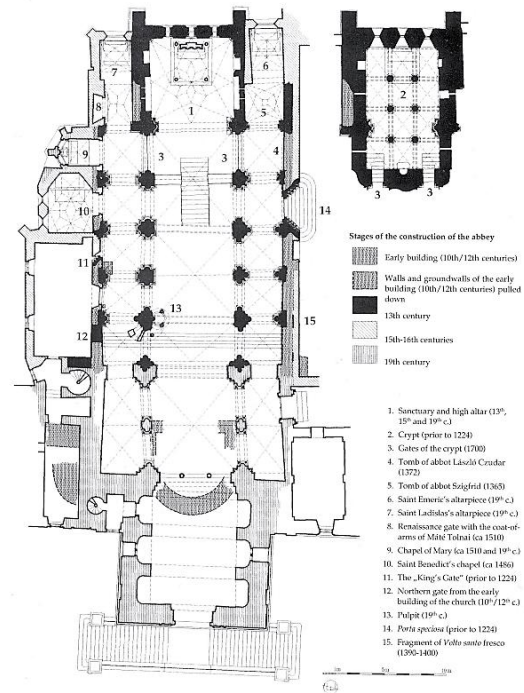 7
6
8
1
5
2
9
3
3
4
3
3
10
14
11
13
15
12
Stages of the construction of the abbey
Early building (10th/12th centuries)
Walls and groundwalls of the early
building (10th/12th centuries) pulled
down
13th century
15th-16th centuries
19th century
1. Sanctuary and high altar (13th,
15th and 19th c.)
2. Crypt (prior to 1224)
3. Gates of the crypt (1700)
4. Tomb of abbot László Czudar
(1372)
5. Tomb of abbot Szigfrid (1365)
6. Saint Emeric's altarpiece (19th c.)
7. Saint Ladislas's altarpiece (19th c.)
8. Renaissance gate with the coat-of-
arms of Máté Tolnai (ca 1510)
9. Chapel of Mary (ca 1510 and 19th c.)
10. Saint Benedict's chapel (ca 1486)
11. The „King's Gate" (prior to 1224)
12. Northern gate from the early
building of the church (10th/12th c.)
13. Pulpit (19th c.)
14. Porta speciosa (prior to 1224)
15. Fragment of Volto santo fresco
(1390-1400)
5m
10m